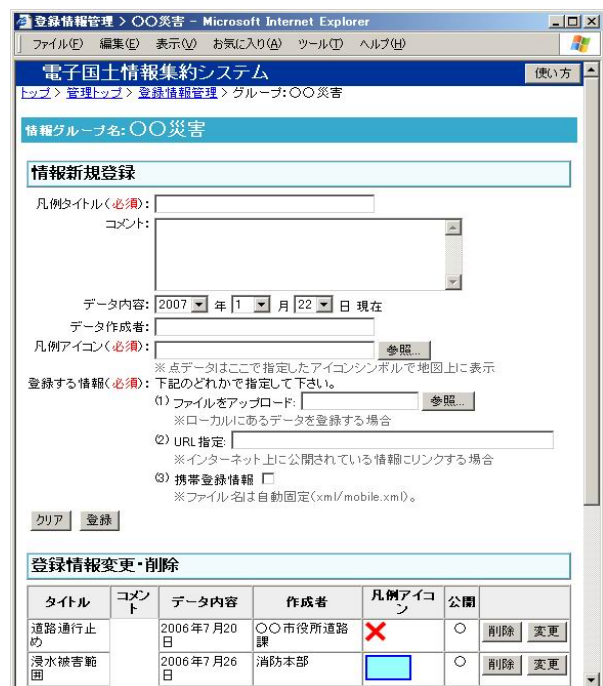 登録情報管理 > 〇〇災害 - Microsoft Internet Explorer
ファイル(F) 編集(E) 表示(V) お気に入り(A) ツール(T) ヘルプ(H)
電子国土情報集約システム 使い方
トップ > 管理トップ > 登録情報管理 > グループ:〇〇災害
情報グループ名:〇〇災害
情報新規登録
凡例タイトル(必須):
コメント:
データ内容: 2007 年 1 月 22 日 現在
データ作成者:
凡例アイコン(必須): 参照...
※点データはここで指定したアイコンシンボルで地図上に表示
登録する情報(必須): 下記のどれかで指定して下さい。
(1) ファイルをアップロード: 参照...
※ローカルにあるデータを登録する場合
(2) URL指定:
※インターネット上に公開されている情報にリンクする場合
(3) 携帯登録情報
※ファイル名は自動固定(xml/mobile.xml)。
クリア 登録
登録情報変更・削除
タイトル コメント データ内容 作成者 凡例アイコン 公開
道路通行止め 2006年7月20日 〇〇市役所道路課 〇 削除 変更
浸水被害範囲 2006年7月26日 消防本部 〇 削除 変更